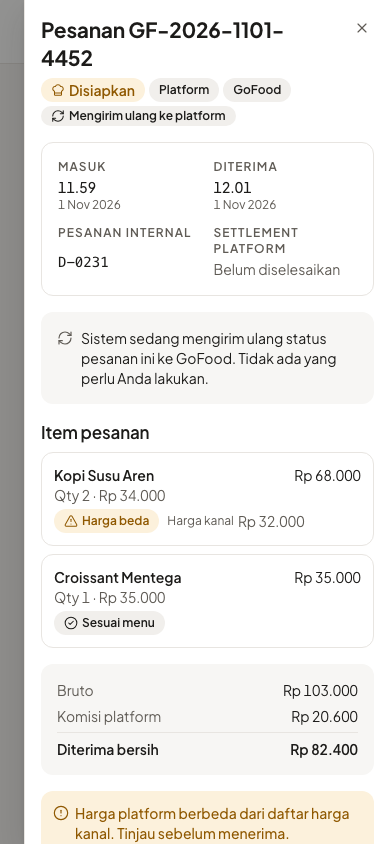 Pesanan GF-2026-1101-
4452
Disiapkan Platform GoFood
Mengirim ulang ke platform
MASUK DITERIMA
11.59 12.01
1 Nov 2026 1 Nov 2026
PESANAN INTERNAL SETTLEMENT
PLATFORM
D-0231 Belum diselesaikan
Sistem sedang mengirim ulang status
pesanan ini ke GoFood. Tidak ada yang
perlu Anda lakukan.
Item pesanan
Kopi Susu Aren Rp 68.000
Qty 2 · Rp 34.000
Harga beda Harga kanal Rp 32.000
Croissant Mentega Rp 35.000
Qty 1 · Rp 35.000
Sesuai menu
Bruto Rp 103.000
Komisi platform Rp 20.600
Diterima bersih Rp 82.400
Harga platform berbeda dari daftar harga
kanal. Tinjau sebelum menerima.